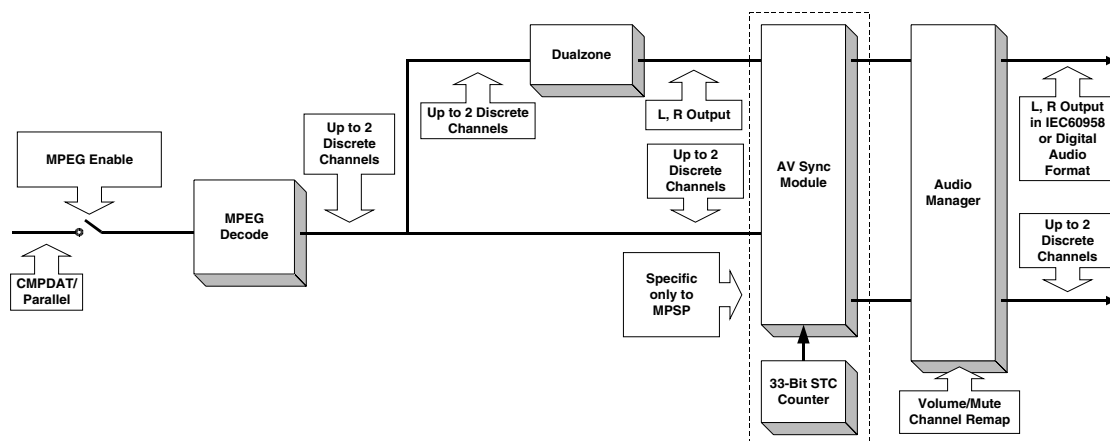 Dualzone
Up to 2 Discrete
Channels
L, R Output
AV Sync
Module
Audio
Manager
L, R Output
in IEC60958
or Digital
Audio
Format
MPEG Enable
Up to 2
Discrete
Channels
Up to 2
Discrete
Channels
MPEG
Decode
CMPDAT/
Parallel
Specific
only to
MPSP
Up to 2
Discrete
Channels
33-Bit STC
Counter
Volume/Mute
Channel Remap